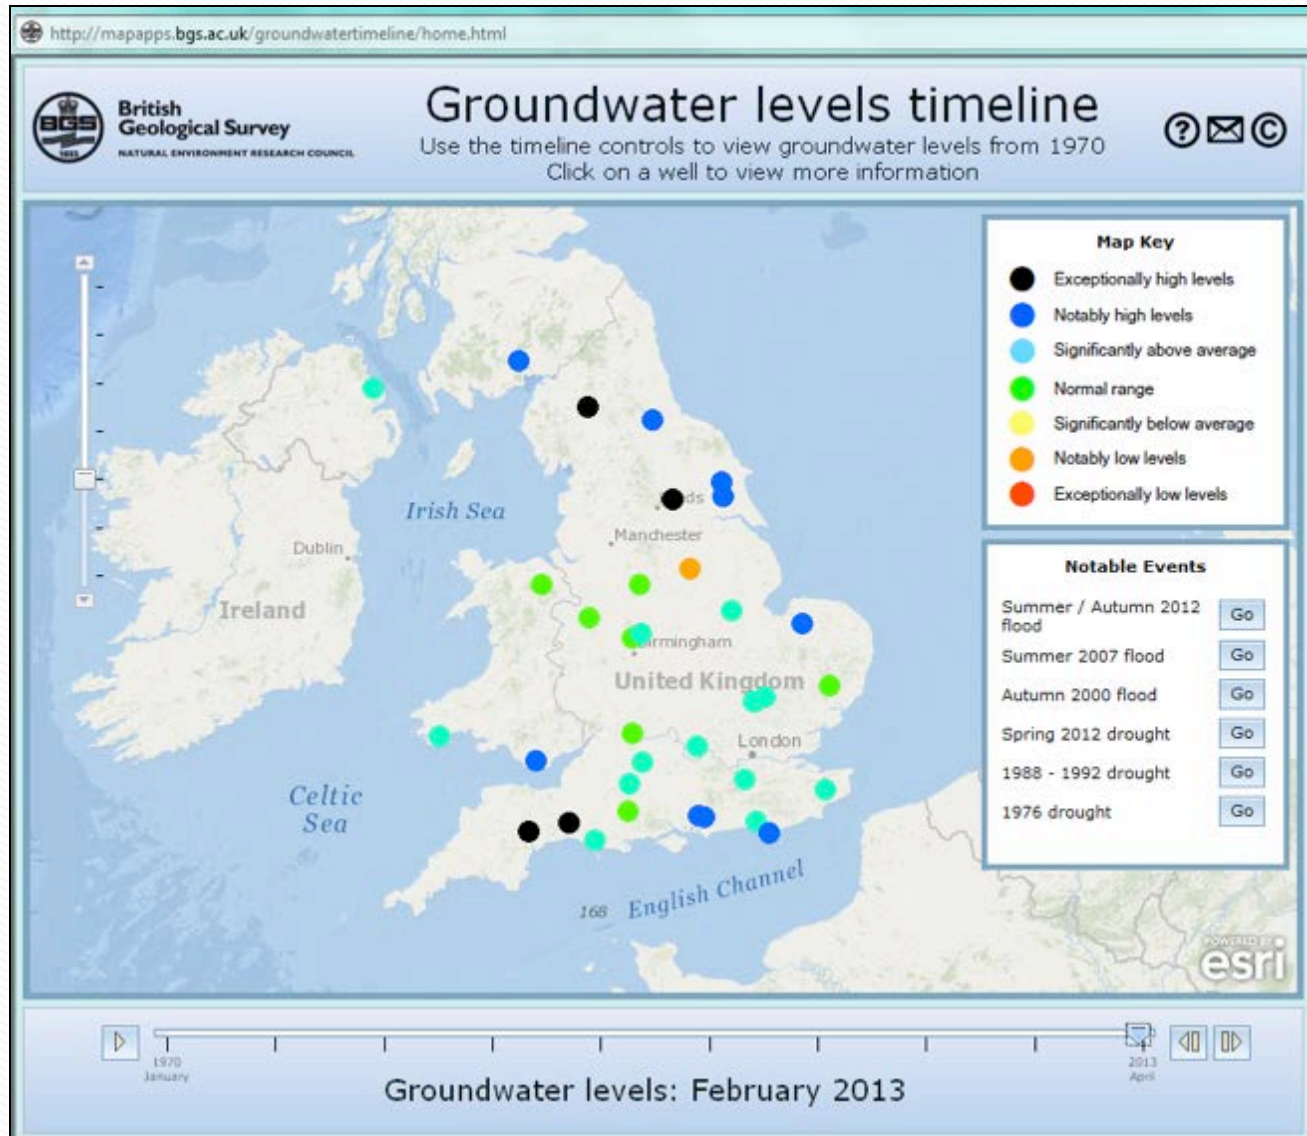 http://mapapps.bgs.ac.uk/groundwatertimeline/home.html
BGS
1835
British
Geological Survey
NATURAL ENVIRONMENT RESEARCH COUNCIL
Groundwater levels timeline
Use the timeline controls to view groundwater levels from 1970
Click on a well to view more information
?
©
Map Key
Exceptionally high levels
Notably high levels
Significantly above average
Normal range
Significantly below average
Notably low levels
Exceptionally low levels
Notable Events
Summer / Autumn 2012
flood
Go
Summer 2007 flood
Go
Autumn 2000 flood
Go
Spring 2012 drought
Go
1988 - 1992 drought
Go
1976 drought
Go
Irish Sea
Manchester
Dublin
Ireland
United Kingdom
London
Celtic
Sea
168
English Channel
POWERED BY
esri
1970
January
2013
April
Groundwater levels: February 2013